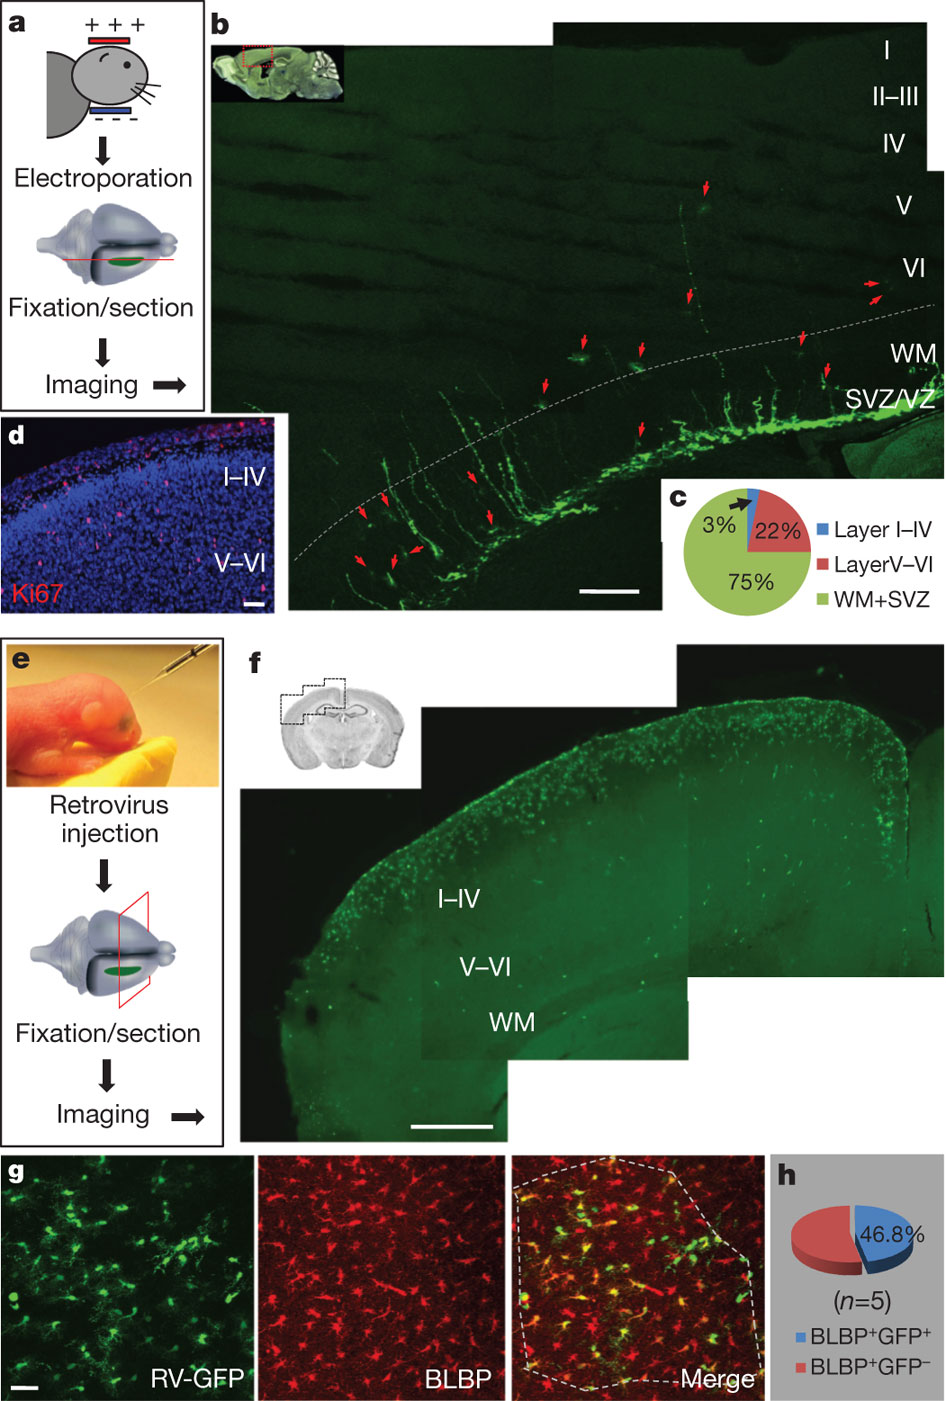 a
+ + +
- - -
Electroporation
Fixation/section
Imaging
b
I
II–III
IV
V
VI
WM
SVZ/VZ
c
3%
22%
75%
Layer I–IV
LayerV–VI
WM+SVZ
d
I–IV
V–VI
Ki67
e
Retrovirus
injection
Fixation/section
Imaging
f
I–IV
V–VI
WM
g
RV-GFP
BLBP
Merge
h
46.8%
(n=5)
BLBP⁺GFP⁺
BLBP⁺GFP⁻